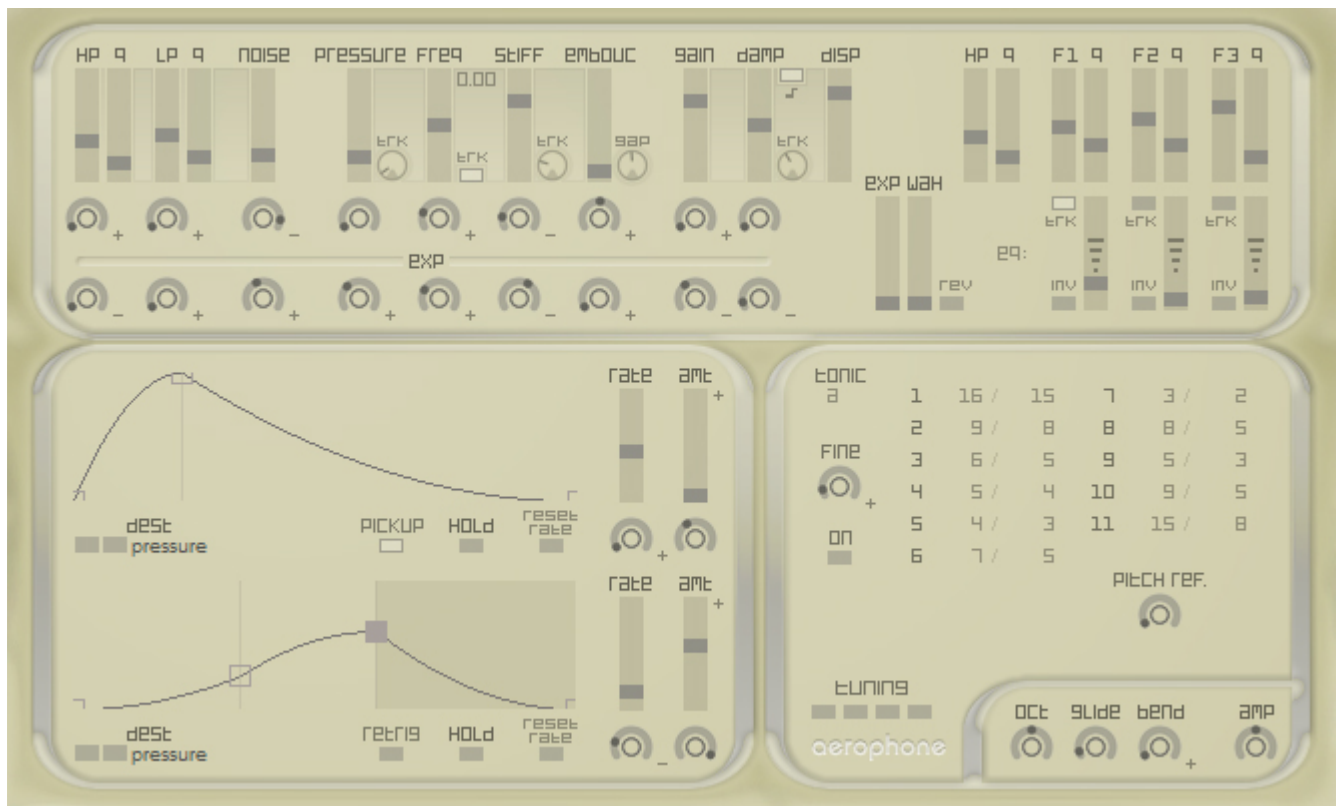 HP q LP q noise pressure Freq stiff embouc gain damp disp HP q F1 q F2 q F3 q
0.00
trk trk trk gap trk
exp wah
+ + - + - + +
trk trk trk
eq:
exp
rev inv inv inv
- + + + + + - -
rate amt
+
pickup hold reset rate
dest
pressure
+
rate amt
+
retrig hold reset rate
dest
pressure
-
tonic
a
1 16 / 15 7 3 / 2
2 9 / 8 8 8 / 5
fine
3 6 / 5 9 5 / 3
4 5 / 4 10 9 / 5
+
5 4 / 3 11 15 / 8
on
6 7 / 5
pitch ref.
tuning
aerophone
oct glide bend amp
+